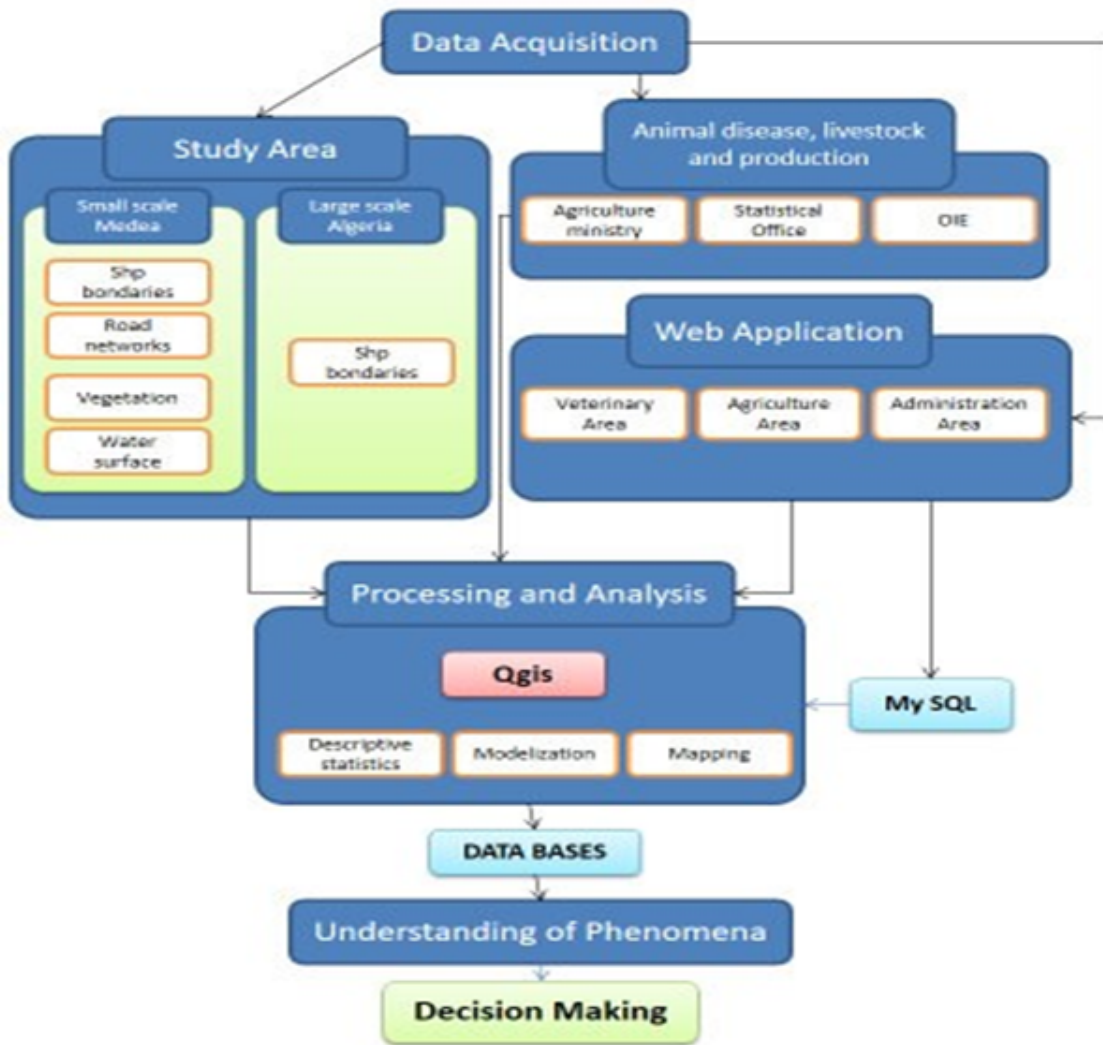 Data Acquisition
Study Area
Small scale
Medea
Shp
bondaries
Road
networks
Vegetation
Water
surface
Large scale
Algeria
Shp
bondaries
Animal disease, livestock
and production
Agriculture
ministry
Statistical
Office
OIE
Web Application
Veterinary
Area
Agriculture
Area
Administration
Area
Processing and Analysis
Qgis
Descriptive
statistics
Modelization
Mapping
My SQL
DATA BASES
Understanding of Phenomena
Decision Making